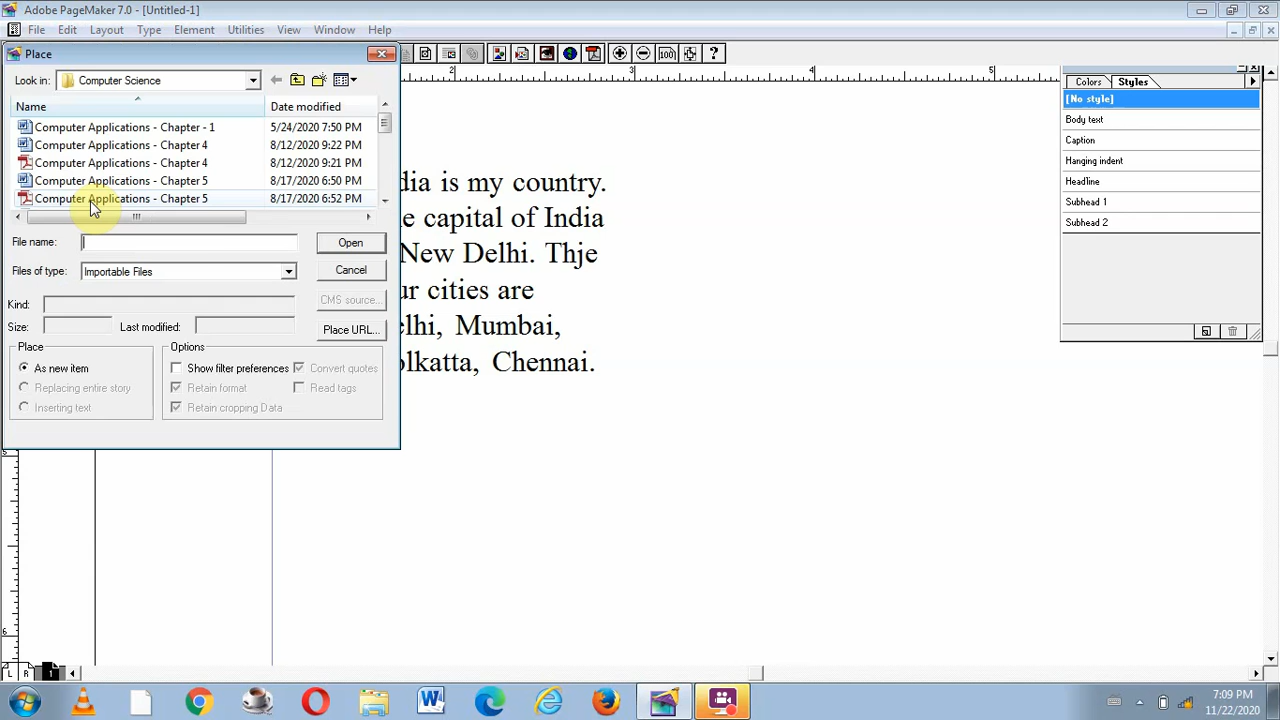 Adobe PageMaker 7.0 - [Untitled-1]
File Edit Layout Type Element Utilities View Window Help
Place
Look in: Computer Science
Name Date modified
Computer Applications - Chapter - 1 5/24/2020 7:50 PM
Computer Applications - Chapter 4 8/12/2020 9:22 PM
Computer Applications - Chapter 4 8/12/2020 9:21 PM
Computer Applications - Chapter 5 8/17/2020 6:50 PM
Computer Applications - Chapter 5 8/17/2020 6:52 PM
File name: Open
Files of type: Importable Files Cancel
Kind: CMS source...
Size: Last modified: Place URL...
Place Options
As new item Show filter preferences Convert quotes
Replacing entire story Retain format Read tags
Inserting text Retain cropping Data
2 3 4 5
dia is my country.
e capital of India
New Delhi. Thje
ur cities are
elhi, Mumbai,
olkatta, Chennai.
Colors Styles
[No style]
Body text
Caption
Hanging indent
Headline
Subhead 1
Subhead 2
5
6
L R 1
7:09 PM
11/22/2020